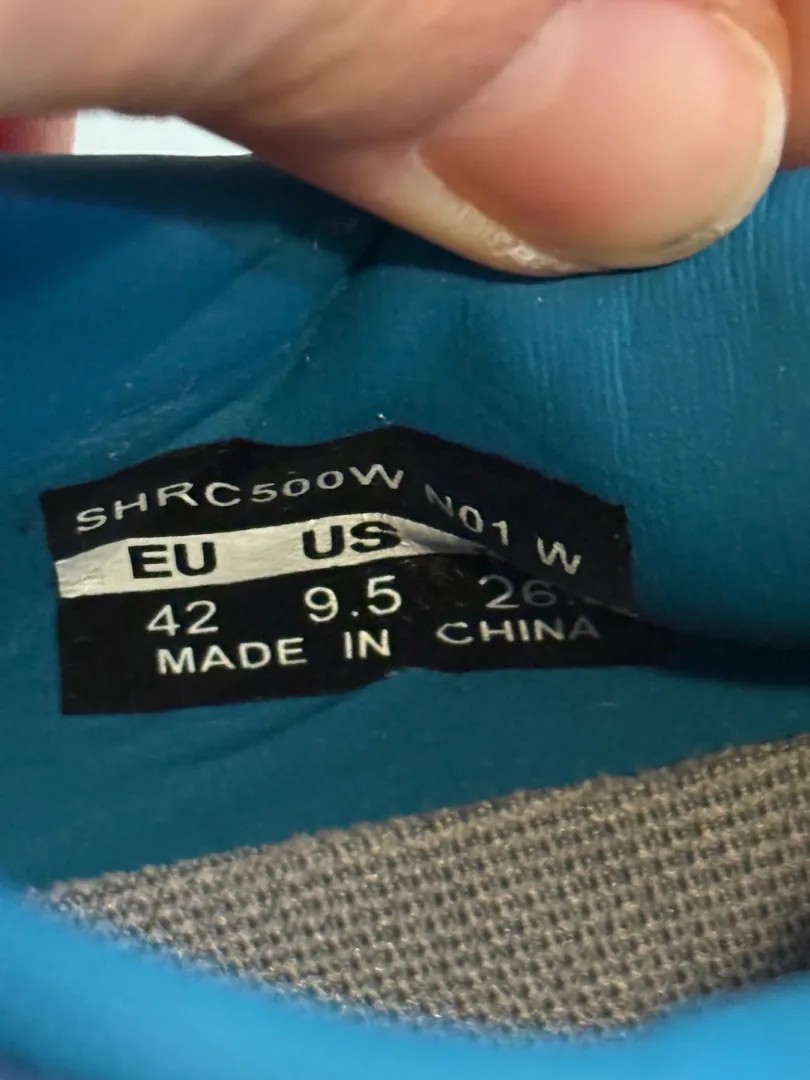 SHRC500W N01 W
EU US
42 9.5 26.
MADE IN CHINA